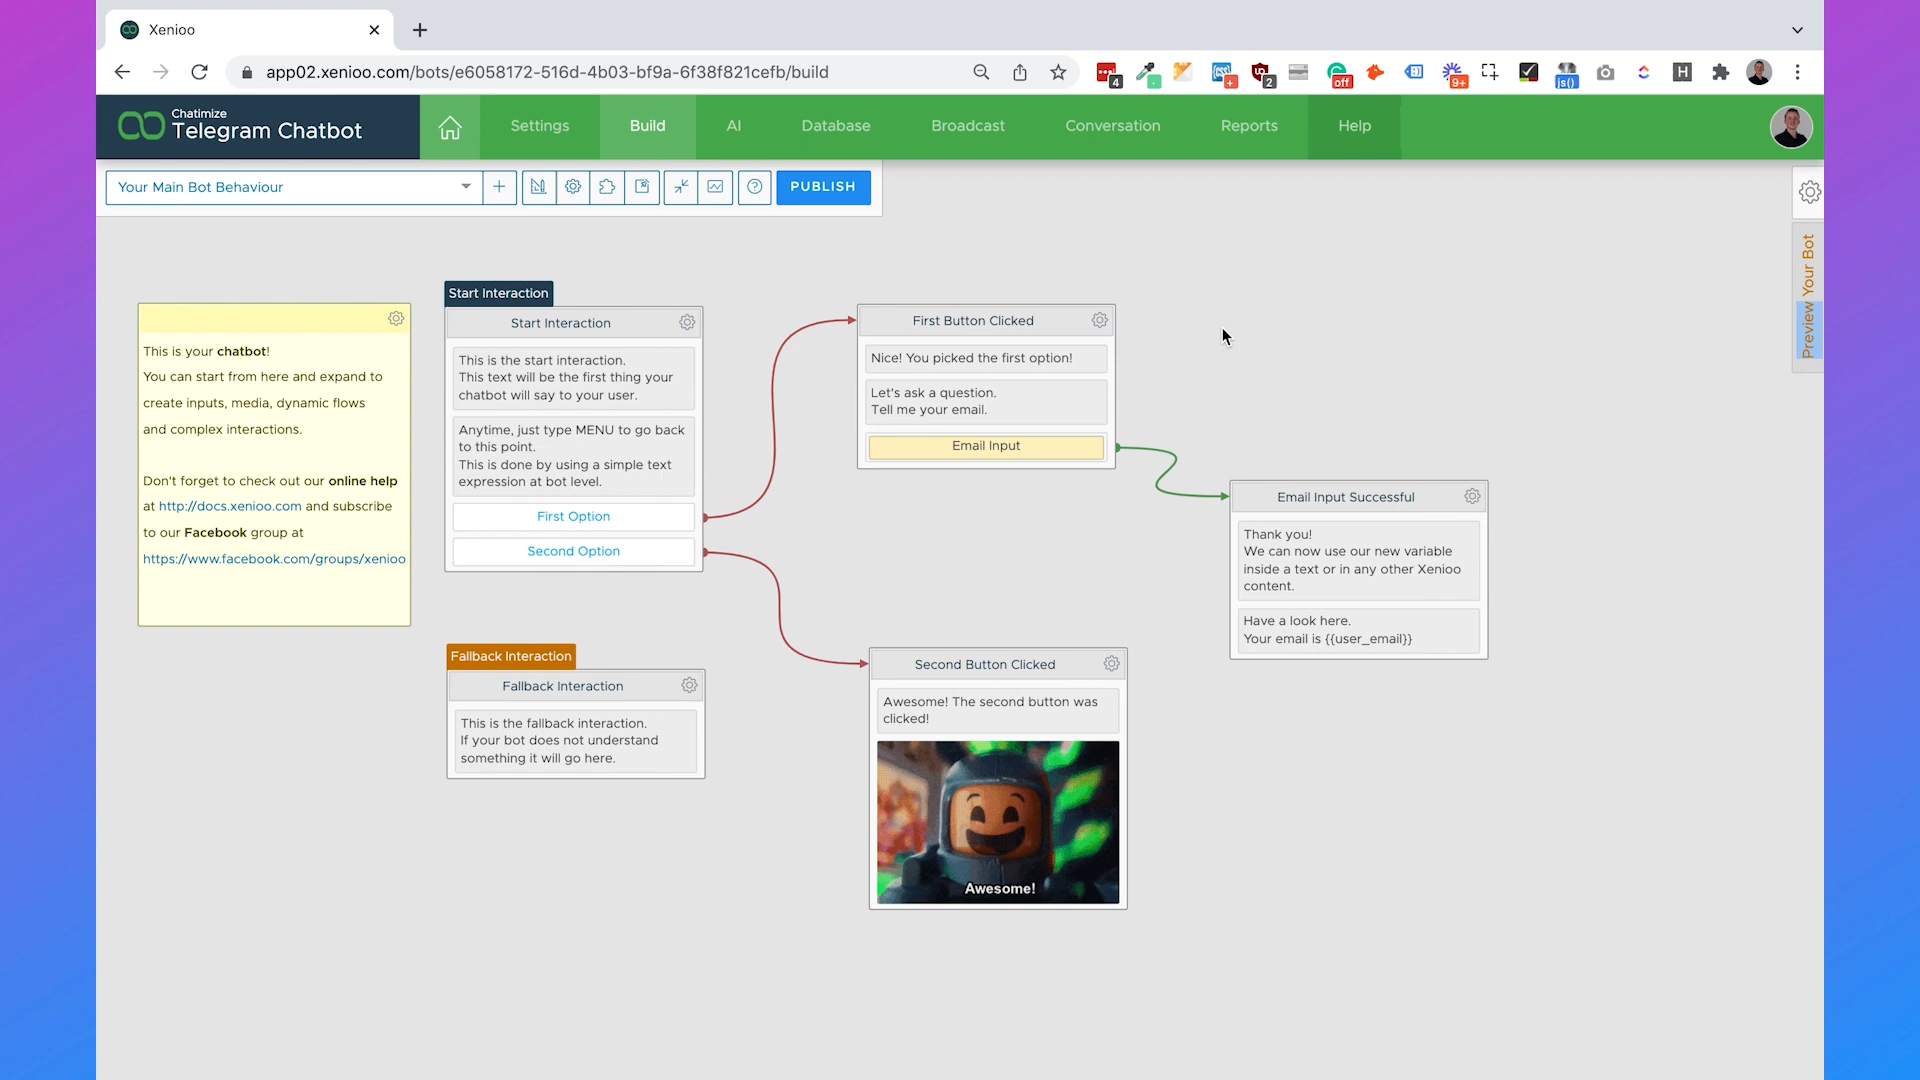 Xenioo
app02.xenioo.com/bots/e6058172-516d-4b03-bf9a-6f38f821cefb/build
4
2
off
9+
js()
H
Chatimize
Telegram Chatbot
Settings
Build
AI
Database
Broadcast
Conversation
Reports
Help
Your Main Bot Behaviour
PUBLISH
Preview Your Bot
This is your chatbot!
You can start from here and expand to
create inputs, media, dynamic flows
and complex interactions.
Don't forget to check out our online help
at http://docs.xenioo.com and subscribe
to our Facebook group at
https://www.facebook.com/groups/xenioo
Start Interaction
Start Interaction
This is the start interaction.
This text will be the first thing your
chatbot will say to your user.
Anytime, just type MENU to go back
to this point.
This is done by using a simple text
expression at bot level.
First Option
Second Option
Fallback Interaction
Fallback Interaction
This is the fallback interaction.
If your bot does not understand
something it will go here.
First Button Clicked
Nice! You picked the first option!
Let's ask a question.
Tell me your email.
Email Input
Second Button Clicked
Awesome! The second button was
clicked!
Awesome!
Email Input Successful
Thank you!
We can now use our new variable
inside a text or in any other Xenioo
content.
Have a look here.
Your email is {{user_email}}